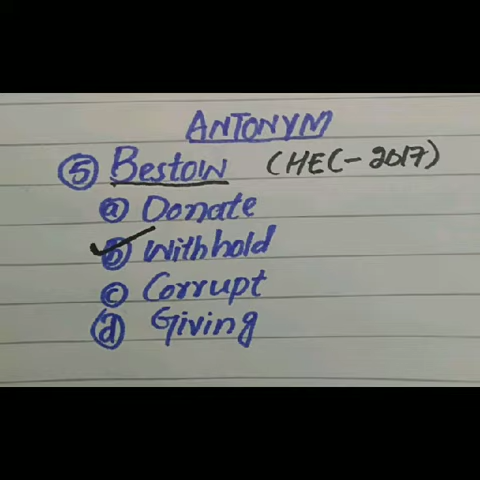 ANTONYM
5 Bestow (HEC-2017)
a Donate
b Withhold
c Corrupt
d Giving